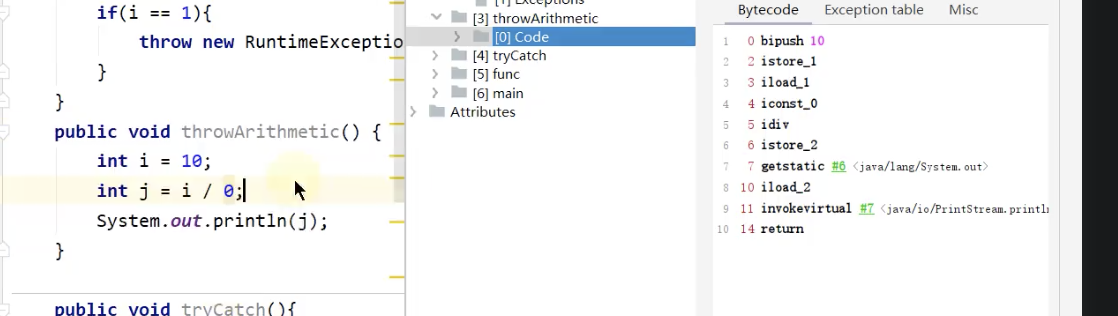 if(i == 1){
throw new RuntimeExceptio
}
}
public void throwArithmetic() {
int i = 10;
int j = i / 0;
System.out.println(j);
}
public void tryCatch(){
[1] Exceptions
[3] throwArithmetic
[0] Code
[4] tryCatch
[5] func
[6] main
Attributes
Bytecode Exception table Misc
1 0 bipush 10
2 2 istore_1
3 3 iload_1
4 4 iconst_0
5 5 idiv
6 6 istore_2
7 7 getstatic #6 <java/lang/System.out>
8 10 iload_2
9 11 invokevirtual #7 <java/io/PrintStream.println
10 14 return